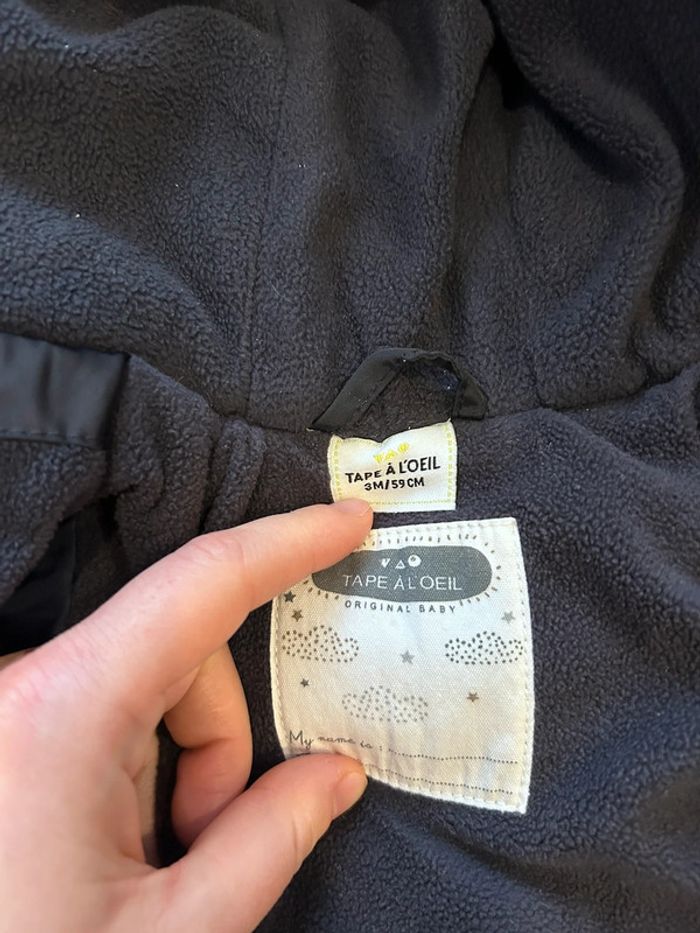 TAO
TAPE À L'OEIL
3M/59CM
TAPE À L'OEIL
ORIGINAL BABY
My name is :